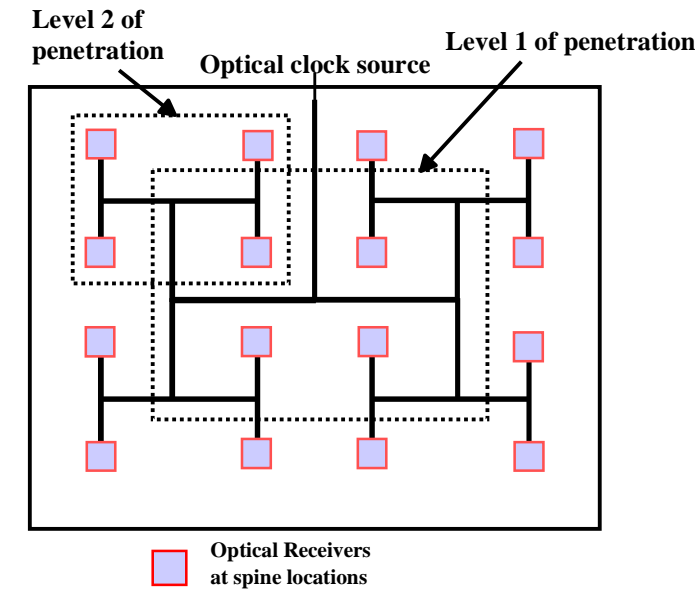 Level 2 of
penetration
Optical clock source
Level 1 of penetration
Optical Receivers
at spine locations